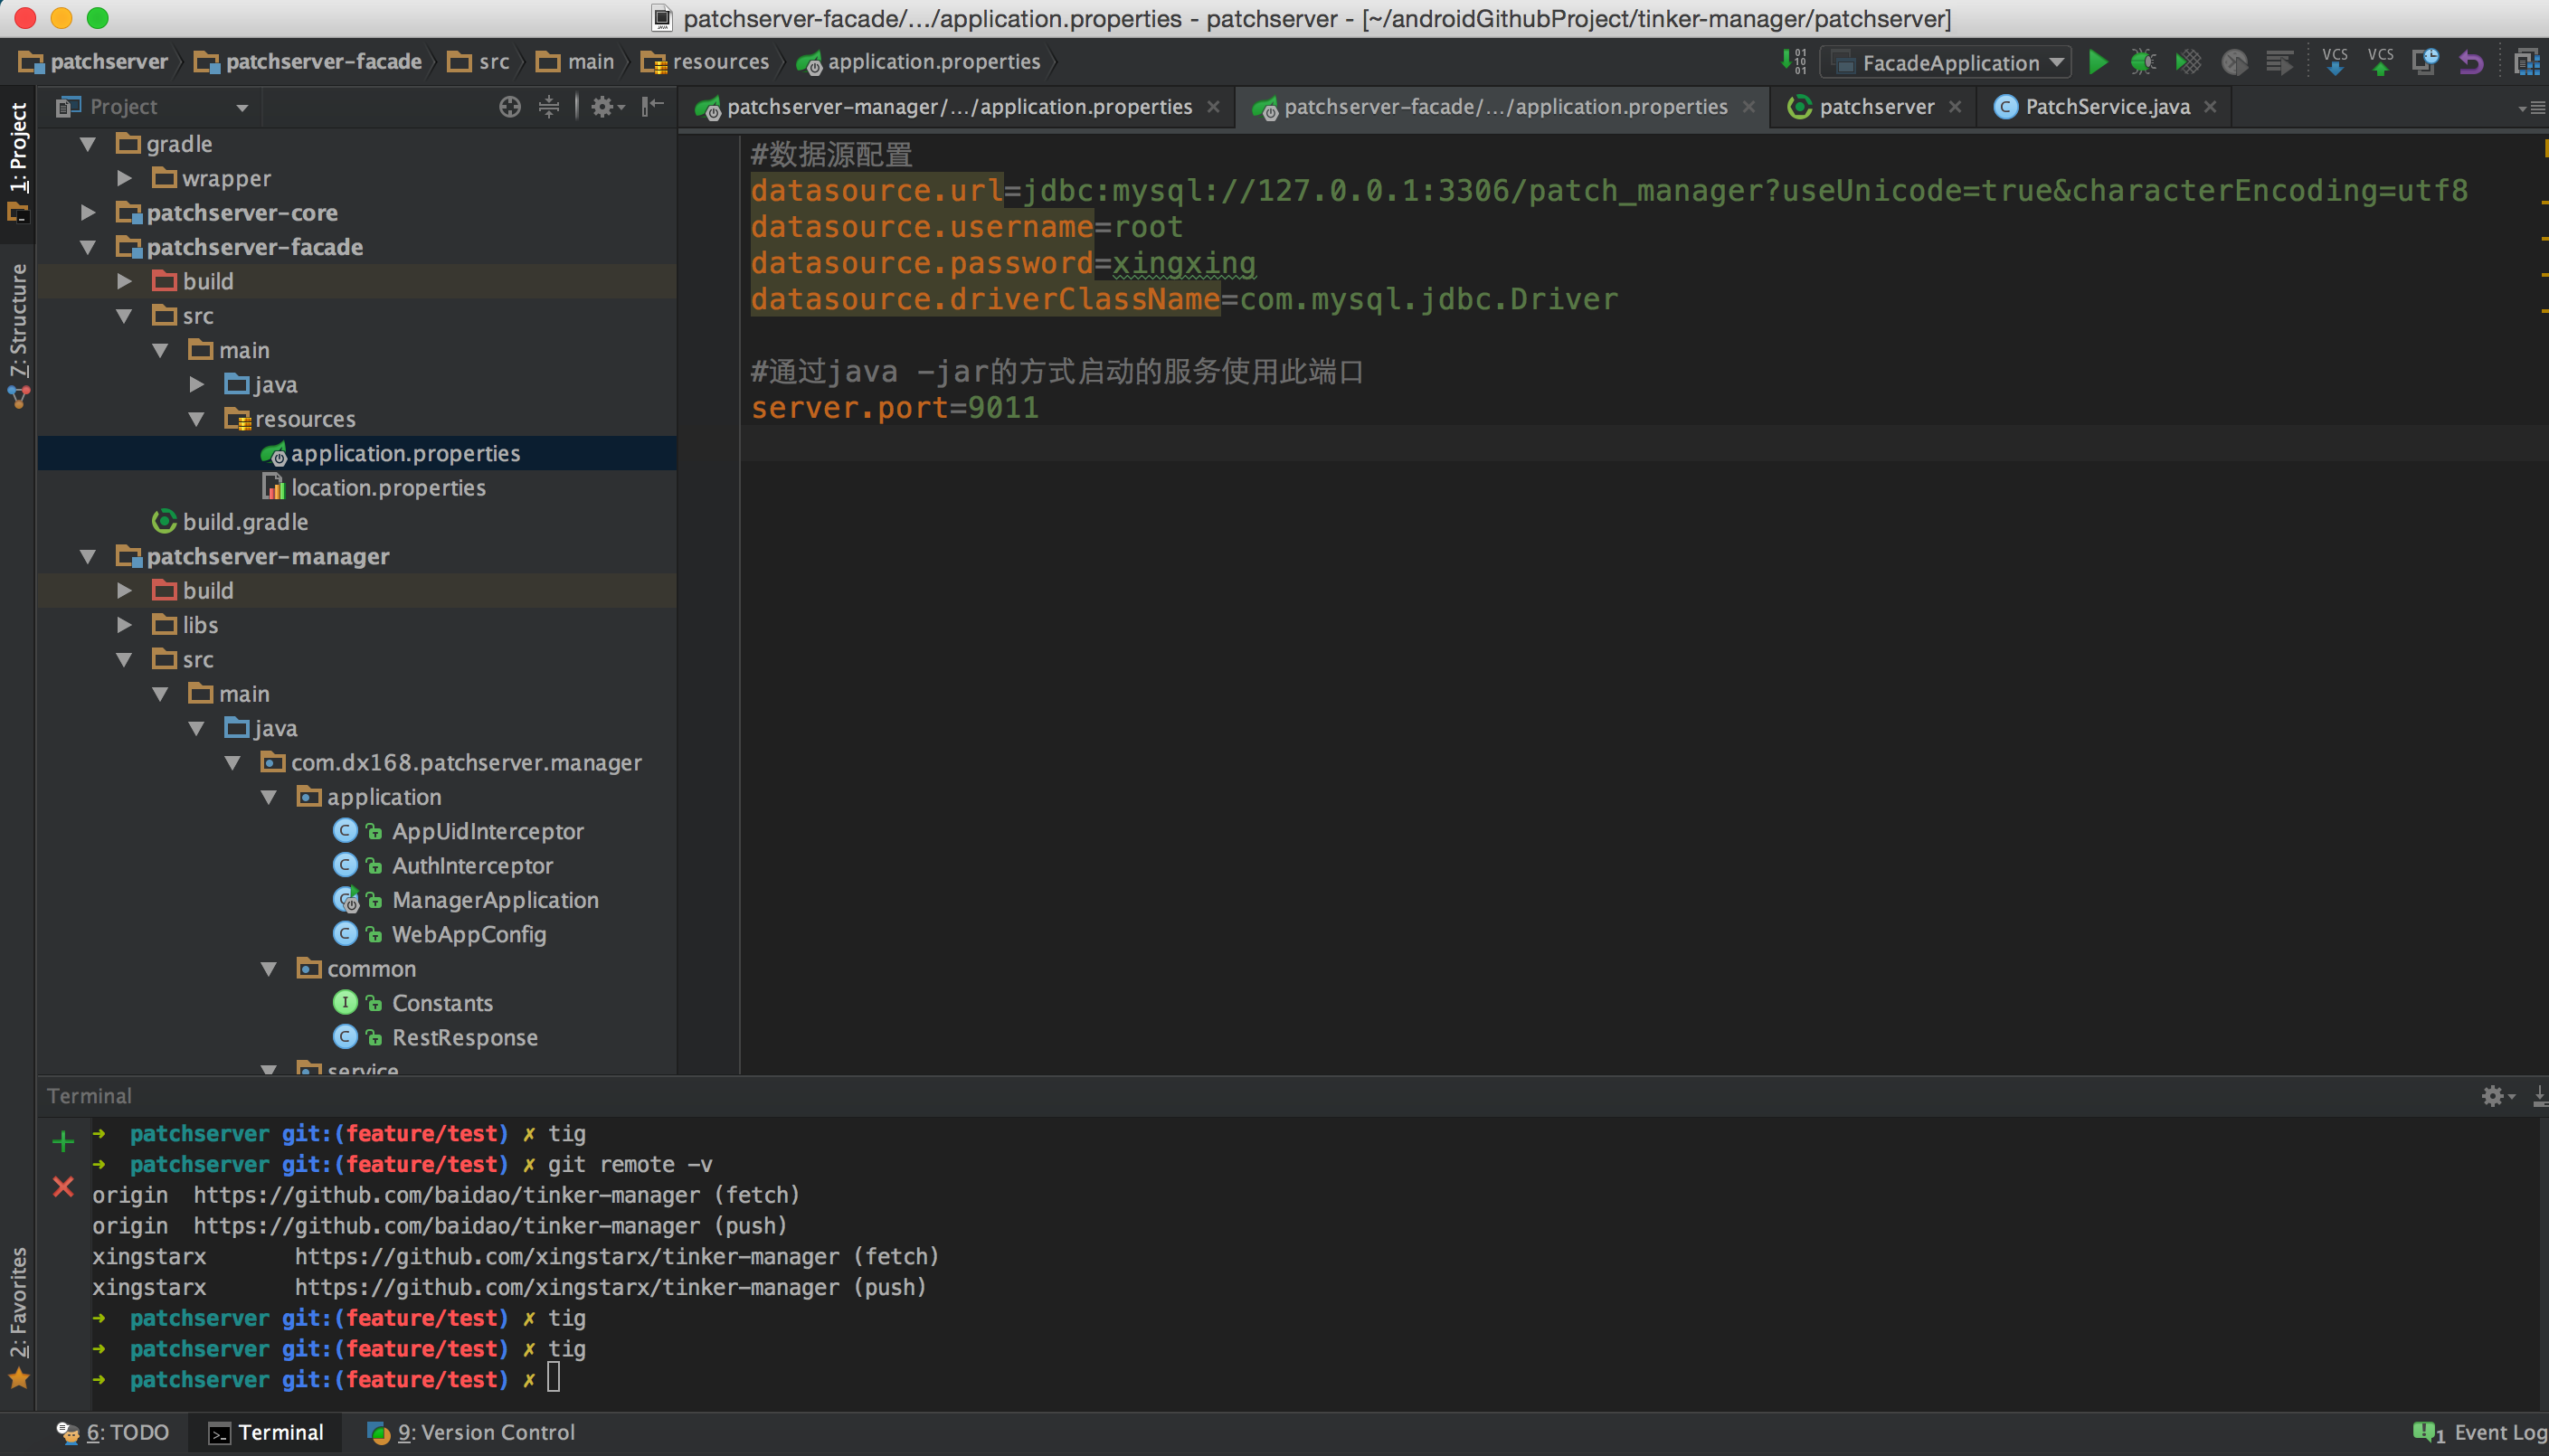 patchserver-facade/.../application.properties - patchserver - [~/androidGithubProject/tinker-manager/patchserver]
patchserver patchserver-facade src main resources application.properties
FacadeApplication
VCS VCS
Project
patchserver-manager/.../application.properties patchserver-facade/.../application.properties patchserver PatchService.java
1: Project
7: Structure
2: Favorites
gradle
wrapper
patchserver-core
patchserver-facade
build
src
main
java
resources
application.properties
location.properties
build.gradle
patchserver-manager
build
libs
src
main
java
com.dx168.patchserver.manager
application
AppUidInterceptor
AuthInterceptor
ManagerApplication
WebAppConfig
common
Constants
RestResponse
service
#数据源配置
datasource.url=jdbc:mysql://127.0.0.1:3306/patch_manager?useUnicode=true&characterEncoding=utf8
datasource.username=root
datasource.password=xingxing
datasource.driverClassName=com.mysql.jdbc.Driver
#通过java -jar的方式启动的服务使用此端口
server.port=9011
Terminal
➜ patchserver git:(feature/test) ✗ tig
➜ patchserver git:(feature/test) ✗ git remote -v
origin https://github.com/baidao/tinker-manager (fetch)
origin https://github.com/baidao/tinker-manager (push)
xingstarx https://github.com/xingstarx/tinker-manager (fetch)
xingstarx https://github.com/xingstarx/tinker-manager (push)
➜ patchserver git:(feature/test) ✗ tig
➜ patchserver git:(feature/test) ✗ tig
➜ patchserver git:(feature/test) ✗
6: TODO Terminal 9: Version Control 1 Event Log